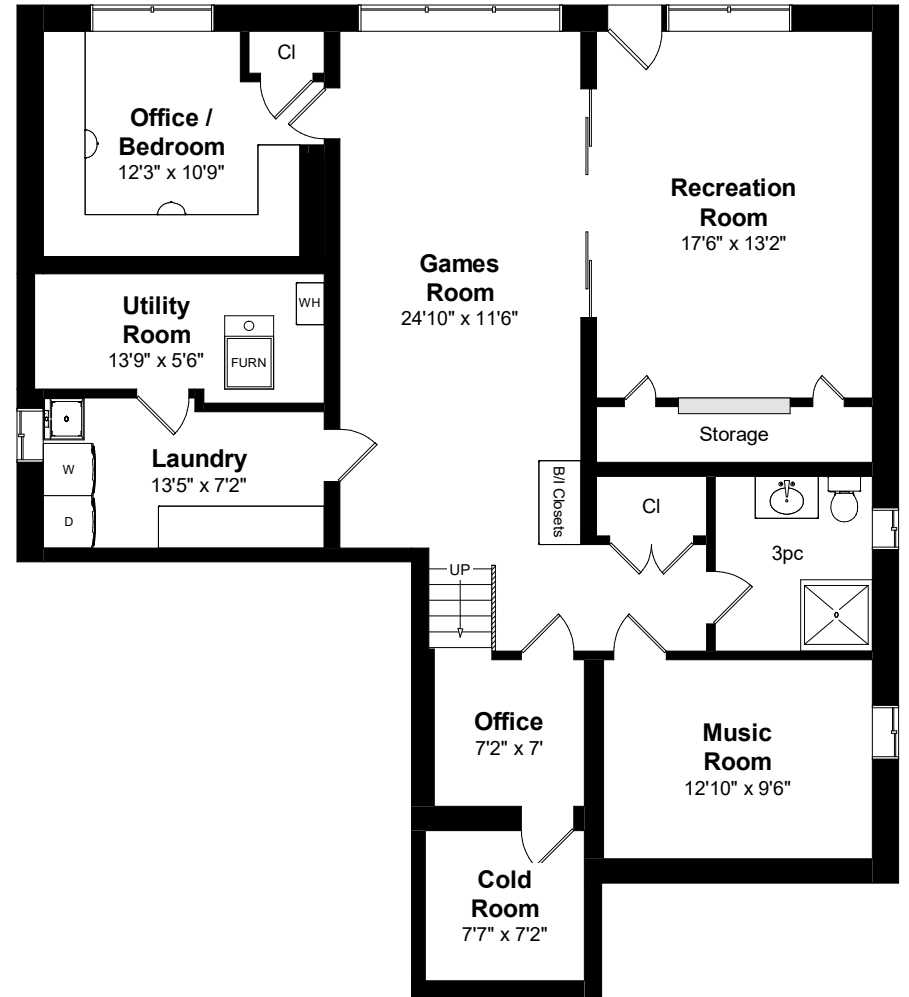 Cl
Office /
Bedroom
12'3" x 10'9"
Recreation
Room
17'6" x 13'2"
Games
Room
24'10" x 11'6"
Utility
Room
13'9" x 5'6"
WH
FURN
Storage
Laundry
13'5" x 7'2"
W
D
B/I Closets
Cl
3pc
UP
Office
7'2" x 7'
Music
Room
12'10" x 9'6"
Cold
Room
7'7" x 7'2"